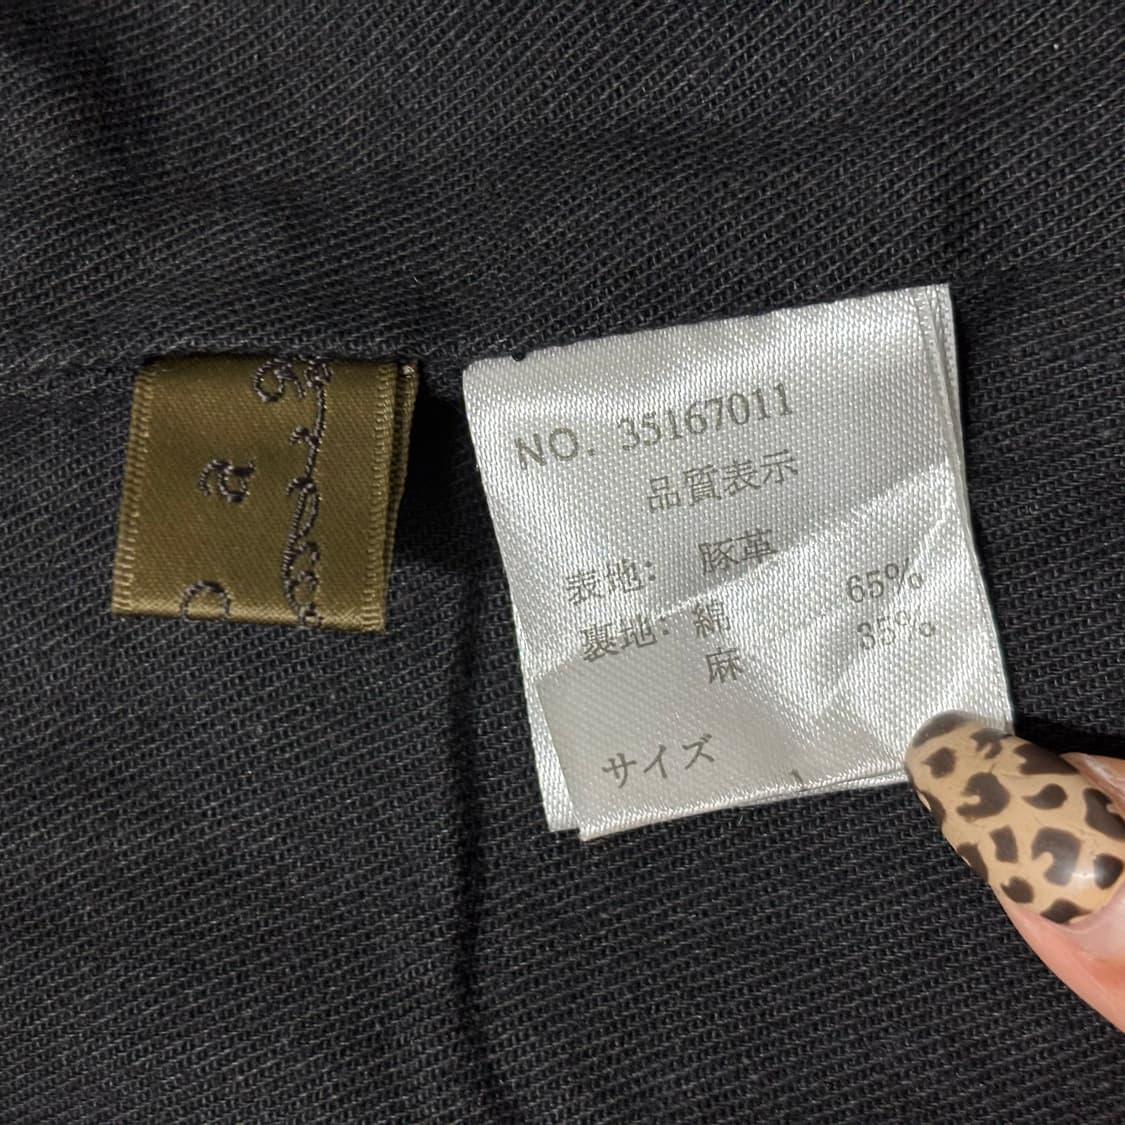 a
NO. 35167011
品質表示
表地: 豚革
裏地: 綿 65%
麻 35%
サイズ 1